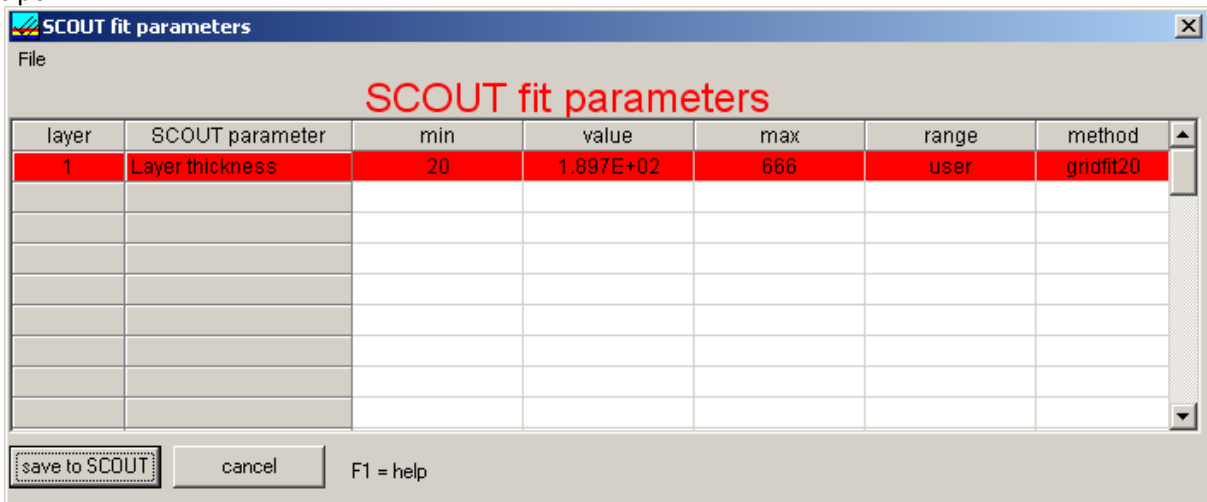 SCOUT fit parameters
File
SCOUT fit parameters
layer SCOUT parameter min value max range method
1 Layer thickness 20 1.897E+02 666 user gridfit20
save to SCOUT cancel F1 = help